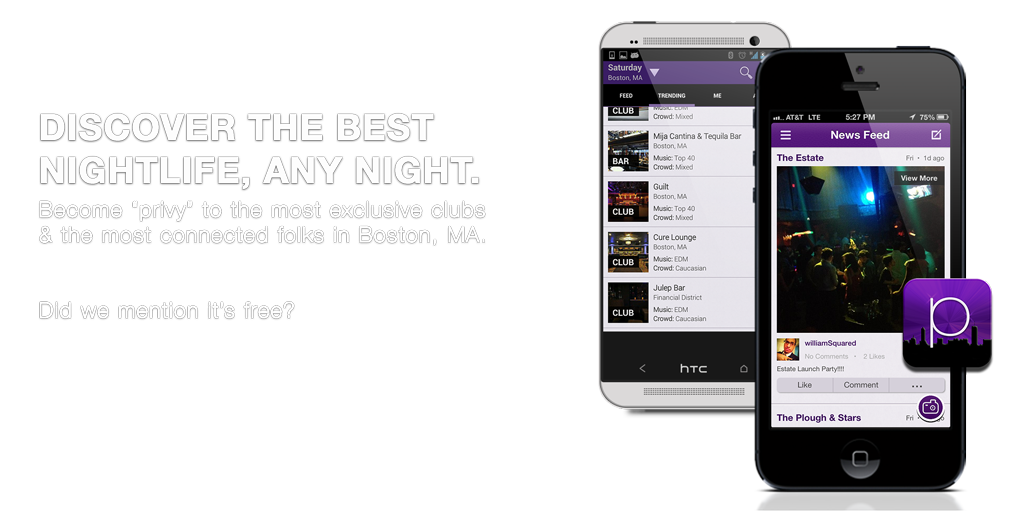 DISCOVER THE BEST
NIGHTLIFE, ANY NIGHT.
Become "privy" to the most exclusive clubs
& the most connected folks in Boston, MA.
Did we mention it's free?
Saturday
Boston, MA
FEED TRENDING ME
CLUB
Music: EDM
Crowd: Mixed
Mija Cantina & Tequila Bar
Boston, MA
BAR
Music: Top 40
Crowd: Mixed
Guilt
Boston, MA
CLUB
Music: Top 40
Crowd: Mixed
Cure Lounge
Boston, MA
CLUB
Music: EDM
Crowd: Caucasian
Julep Bar
Financial District
CLUB
Music: EDM
Crowd: Caucasian
hTC
AT&T LTE 5:27 PM 75%
News Feed
The Estate Fri • 1d ago
View More
williamSquared
No Comments • 2 Likes
Estate Launch Party!!!!
Like Comment ...
The Plough & Stars Fri
p